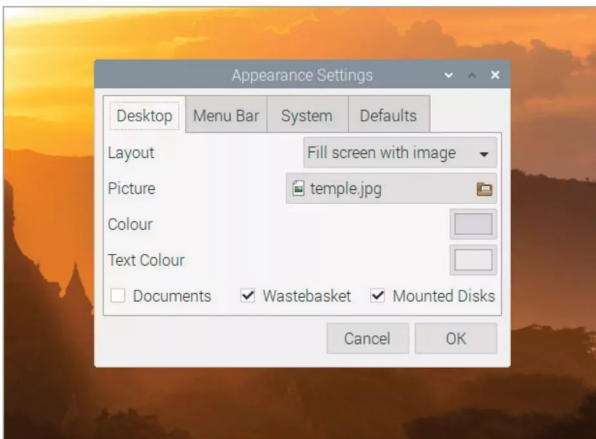 Appearance Settings
Desktop Menu Bar System Defaults
Layout Fill screen with image
Picture temple.jpg
Colour
Text Colour
Documents Wastebasket Mounted Disks
Cancel OK